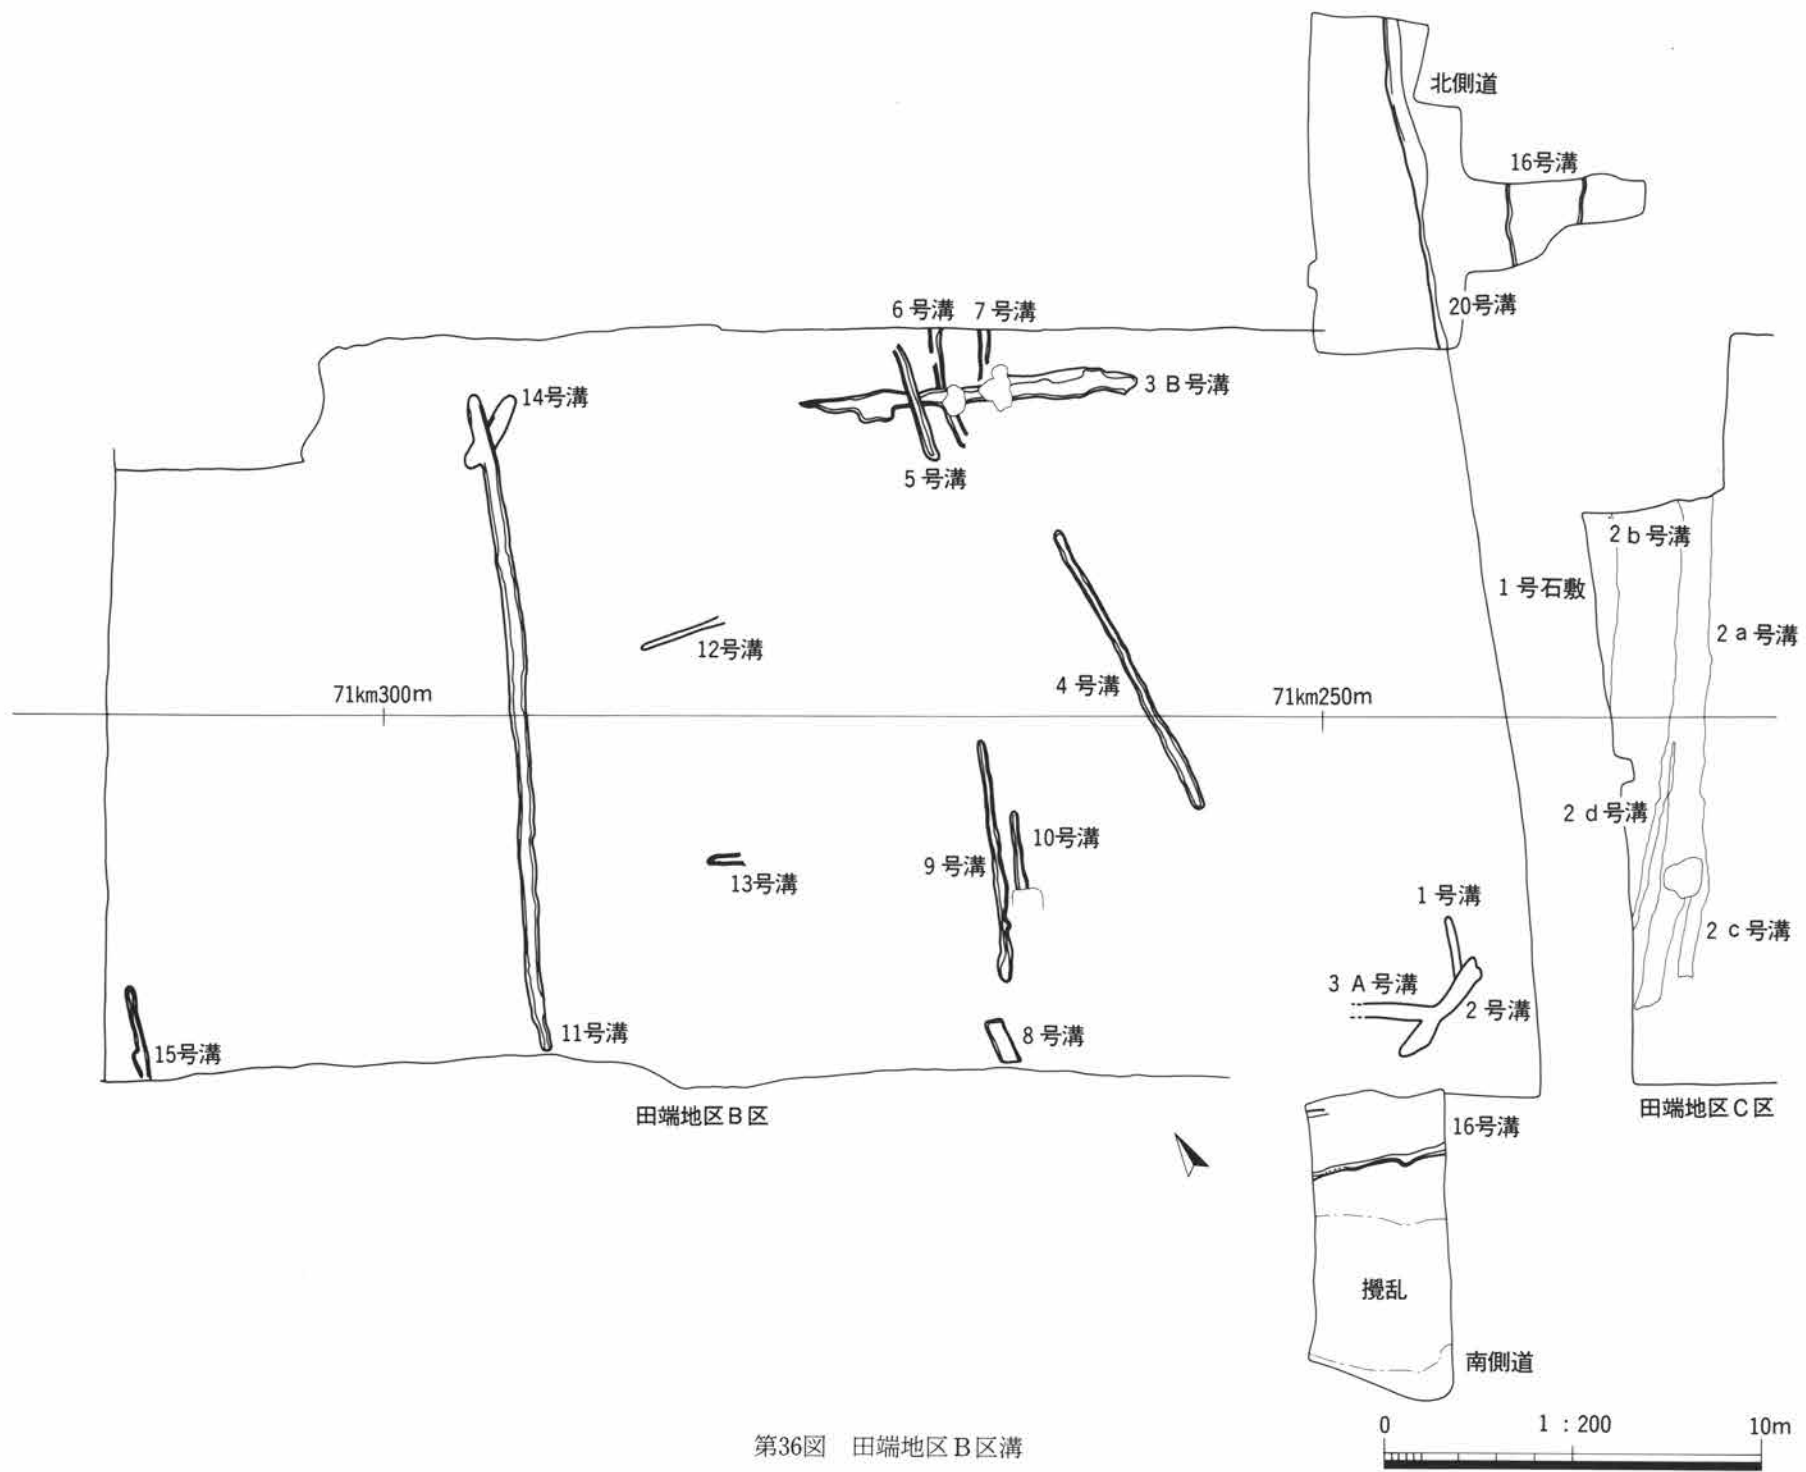 北側道
16号溝
20号溝
6号溝 7号溝
3B号溝
14号溝
5号溝
2b号溝
1号石敷
2a号溝
12号溝
4号溝
71km300m
71km250m
2d号溝
10号溝
9号溝
13号溝
1号溝
2c号溝
3A号溝
2号溝
11号溝
8号溝
15号溝
田端地区B区
田端地区C区
16号溝
攪乱
南側道
0 1:200 10m
第36図 田端地区B区溝